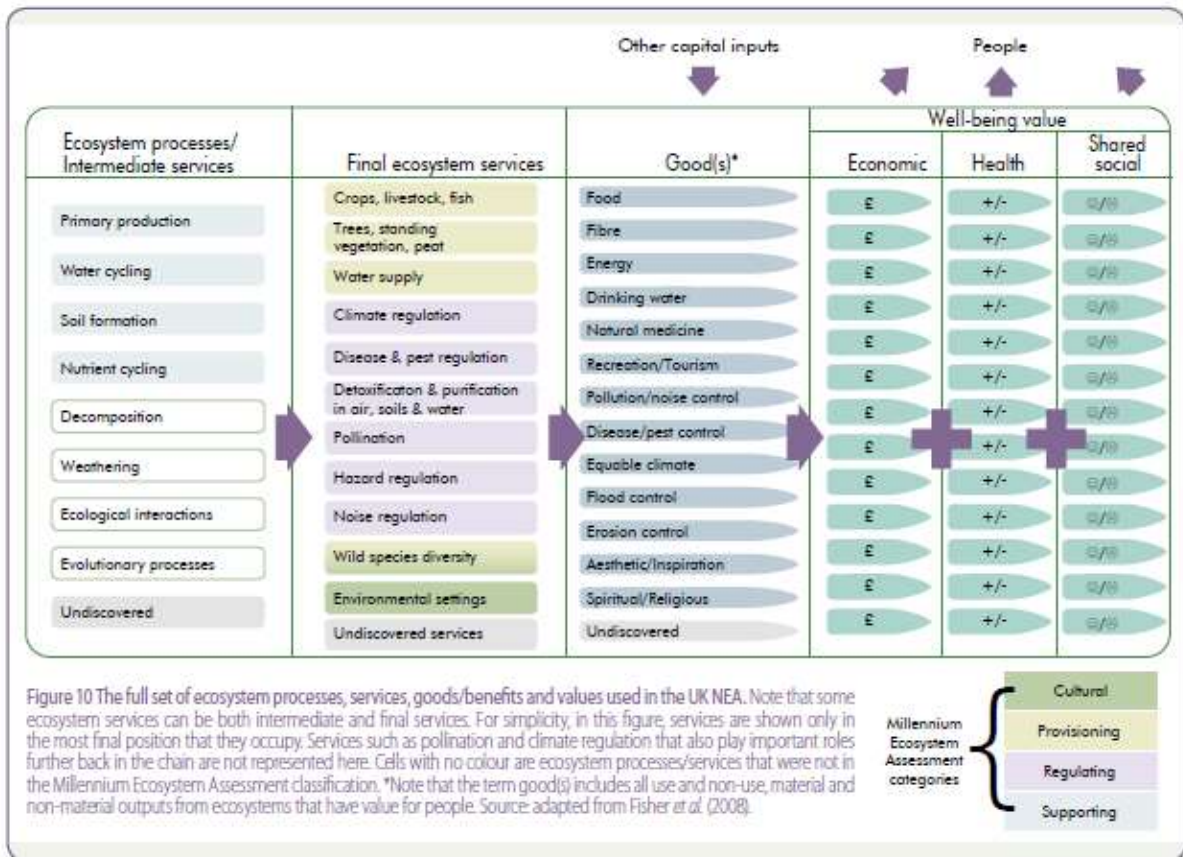 Other capital inputs
People
Ecosystem processes/
Intermediate services
Final ecosystem services
Good(s)*
Well-being value
Economic
Health
Shared
social
Primary production
Water cycling
Soil formation
Nutrient cycling
Decomposition
Weathering
Ecological interactions
Evolutionary processes
Undiscovered
Crops, livestock, fish
Trees, standing
vegetation, peat
Water supply
Climate regulation
Disease & pest regulation
Detoxificaton & purification
in air, soils & water
Pollination
Hazard regulation
Noise regulation
Wild species diversity
Environmental settings
Undiscovered services
Food
Fibre
Energy
Drinking water
Natural medicine
Recreation/Tourism
Pollution/noise control
Disease/pest control
Equable climate
Flood control
Erosion control
Aesthetic/Inspiration
Spiritual/Religious
Undiscovered
£ +/- ☺/☹
£ +/- ☺/☹
£ +/- ☺/☹
£ +/- ☺/☹
£ +/- ☺/☹
£ +/- ☺/☹
£ +/- ☺/☹
£ +/- ☺/☹
£ +/- ☺/☹
£ +/- ☺/☹
£ +/- ☺/☹
£ +/- ☺/☹
£ +/- ☺/☹
Figure 10 The full set of ecosystem processes, services, goods/benefits and values used in the UK NEA. Note that some
ecosystem services can be both intermediate and final services. For simplicity, in this figure, services are shown only in
the most final position that they occupy. Services such as pollination and climate regulation that also play important roles
further back in the chain are not represented here. Cells with no colour are ecosystem processes/services that were not in
the Millennium Ecosystem Assessment classification. *Note that the term good(s) includes all use and non-use, material and
non-material outputs from ecosystems that have value for people. Source: adapted from Fisher et al. (2008).
Millennium
Ecosystem
Assessment
categories
Cultural
Provisioning
Regulating
Supporting